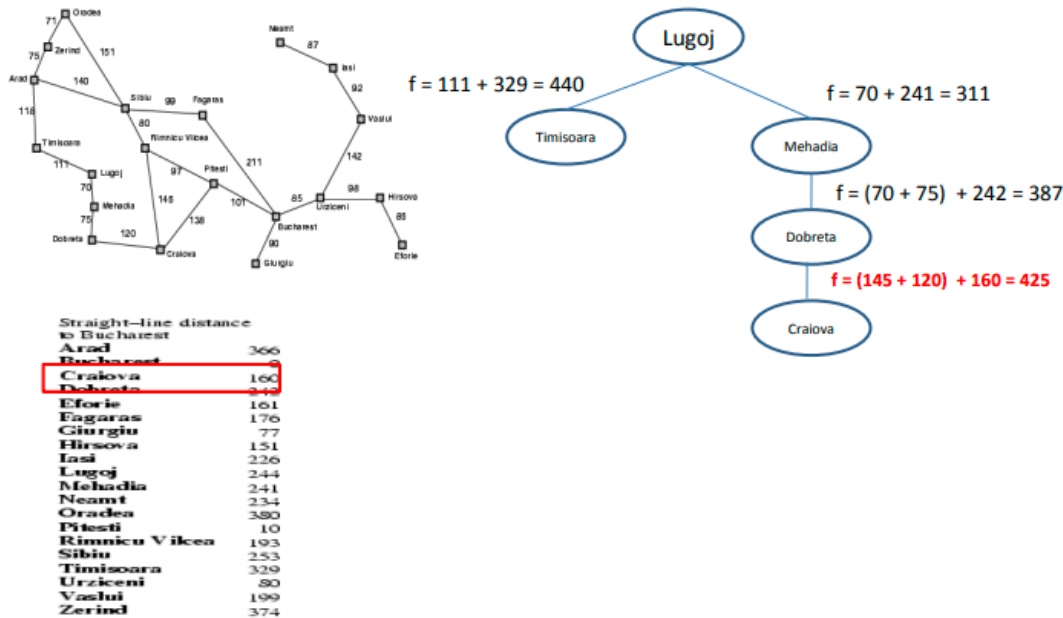 Oradea
71
Neamt
87
Zerind
151
75
Iasi
Arad
140
92
Sibiu
99
Fagaras
118
Vaslui
80
Timisoara
Rimnicu Vilcea
142
111
Lugoj
97
Pitesti
211
70
98
Hirsova
Mehadia
146
101
85
Urziceni
75
138
86
Bucharest
Dobreta
120
90
Craiova
Eforie
Giurgiu
Straight-line distance
to Bucharest
Arad 366
Bucharest 0
Craiova 160
Dobreta 242
Eforie 161
Fagaras 176
Giurgiu 77
Hirsova 151
Iasi 226
Lugoj 244
Mehadia 241
Neamt 234
Oradea 380
Pitesti 10
Rimnicu Vilcea 193
Sibiu 253
Timisoara 329
Urziceni 80
Vaslui 199
Zerind 374
Lugoj
f = 111 + 329 = 440
f = 70 + 241 = 311
Timisoara
Mehadia
f = (70 + 75) + 242 = 387
Dobreta
f = (145 + 120) + 160 = 425
Craiova